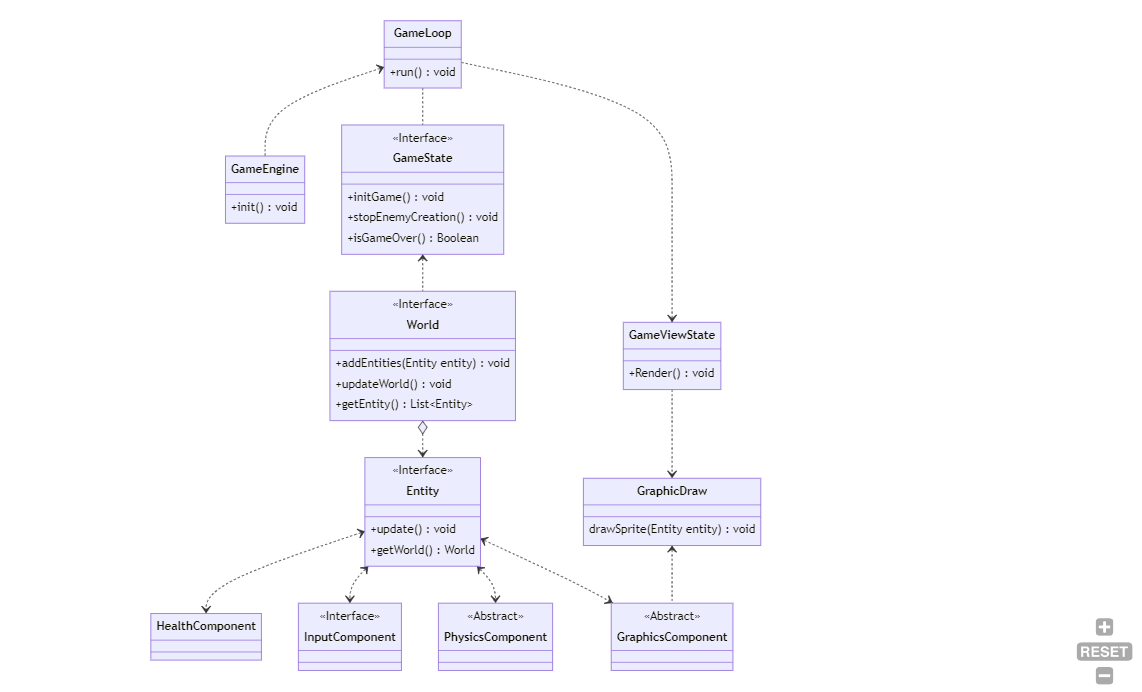 GameLoop
+run() : void
«Interface»
GameState
+initGame() : void
+stopEnemyCreation() : void
+isGameOver() : Boolean
GameEngine
+init() : void
«Interface»
World
+addEntities(Entity entity) : void
+updateWorld() : void
+getEntity() : List<Entity>
GameViewState
+Render() : void
«Interface»
Entity
+update() : void
+getWorld() : World
GraphicDraw
drawSprite(Entity entity) : void
HealthComponent
«Interface»
InputComponent
«Abstract»
PhysicsComponent
«Abstract»
GraphicsComponent
RESET